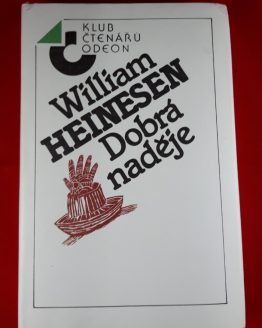 KLUB
ČTENÁŘŮ
ODEON
William
HEINESEN
Dobrá
naděje